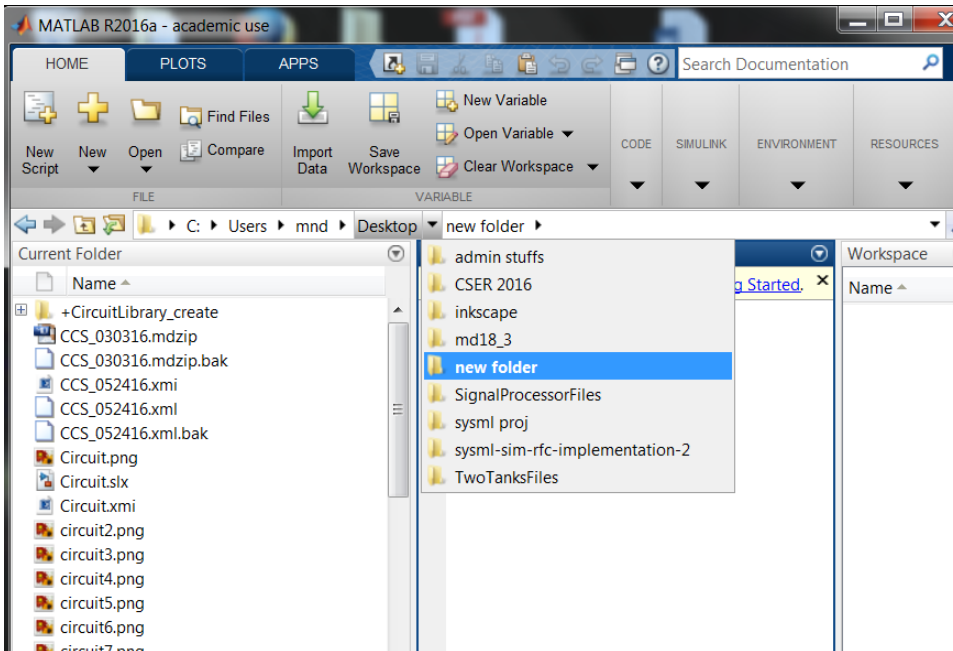 MATLAB R2016a - academic use
HOME PLOTS APPS Search Documentation
New Script
New
Open
Find Files
Compare
Import Data
Save Workspace
New Variable
Open Variable
Clear Workspace
CODE
SIMULINK
ENVIRONMENT
RESOURCES
FILE
VARIABLE
C: Users mnd Desktop new folder
Current Folder
Name
+CircuitLibrary_create
CCS_030316.mdzip
CCS_030316.mdzip.bak
CCS_052416.xmi
CCS_052416.xml
CCS_052416.xml.bak
Circuit.png
Circuit.slx
Circuit.xmi
circuit2.png
circuit3.png
circuit4.png
circuit5.png
circuit6.png
circuit7.png
admin stuffs
CSER 2016
inkscape
md18_3
new folder
SignalProcessorFiles
sysml proj
sysml-sim-rfc-implementation-2
TwoTanksFiles
g Started.
Workspace
Name